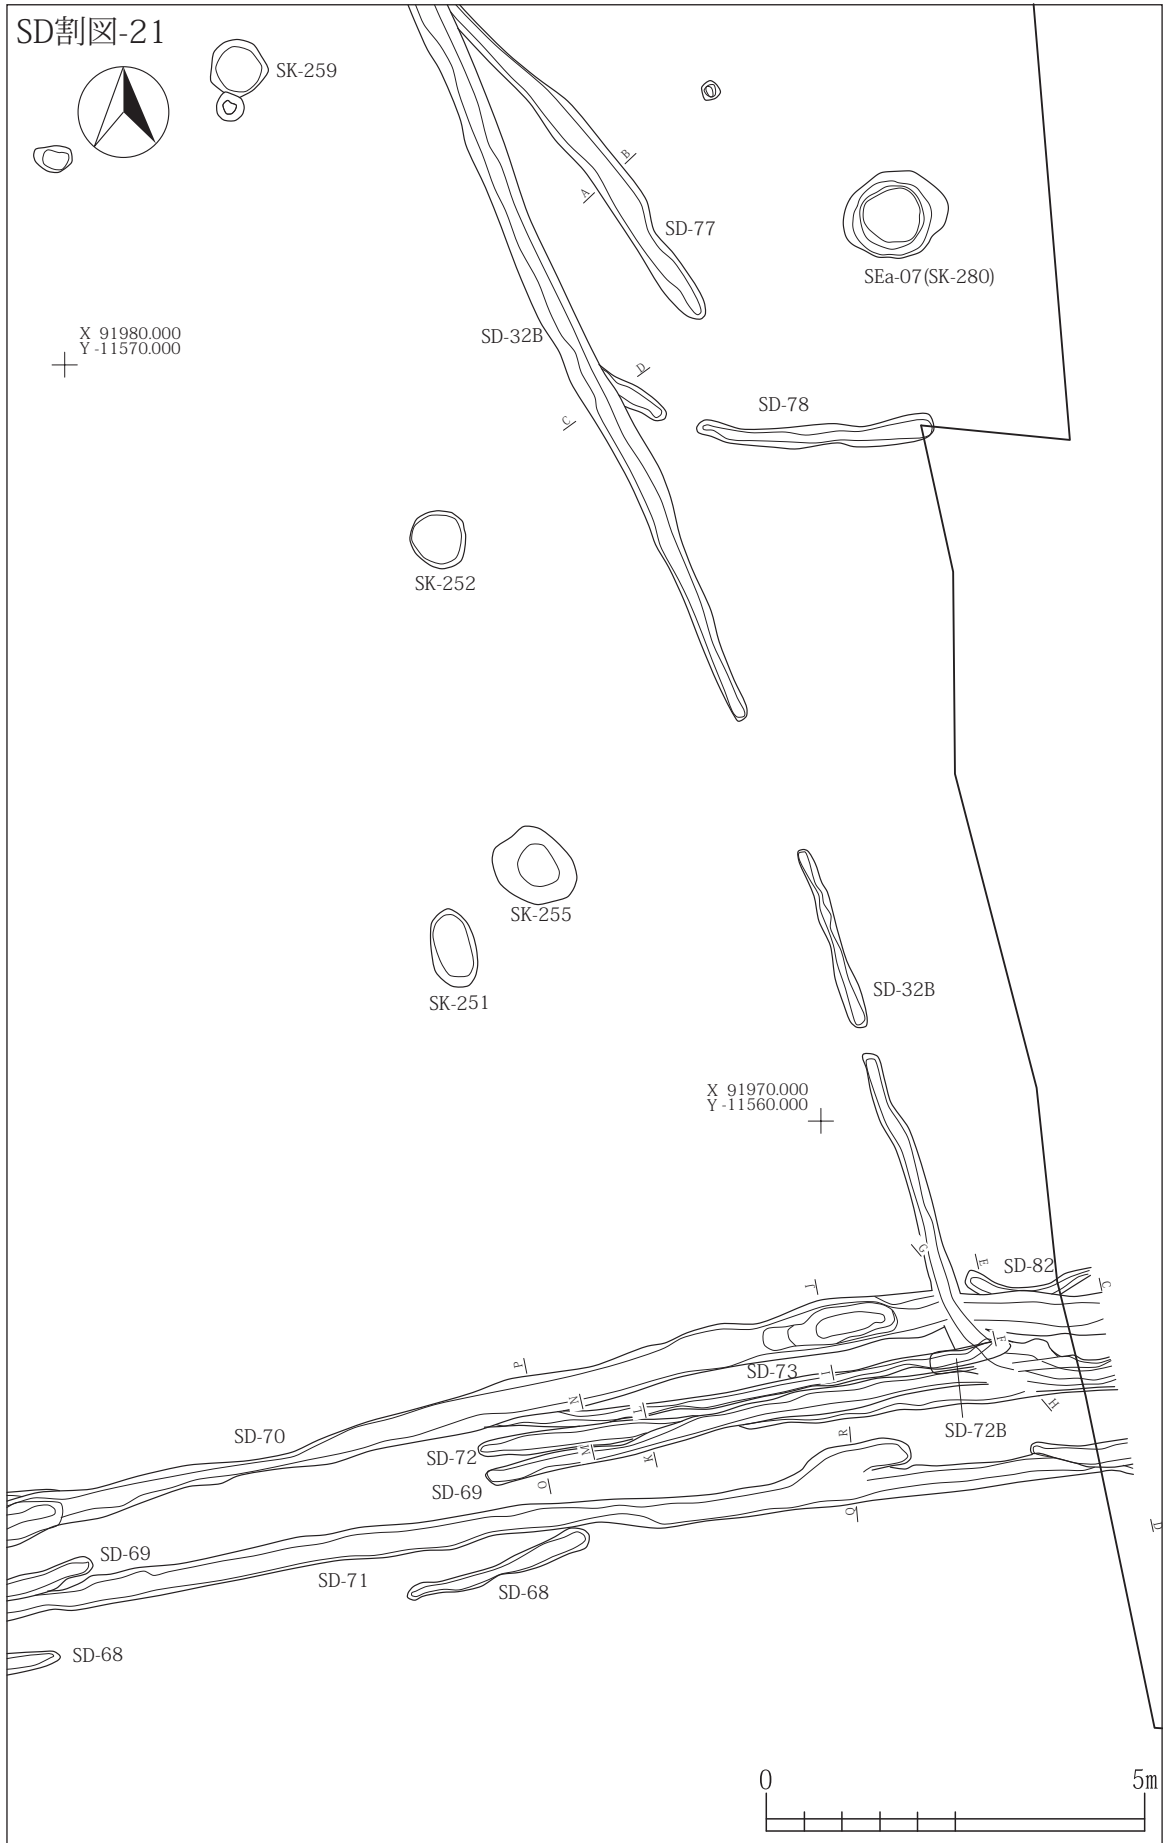 SD割図-21
SK-259
B
A
SD-77
SEa-07(SK-280)
X 91980.000
Y -11570.000
SD-32B
D
SD-78
C
SK-252
SK-255
SK-251
SD-32B
X 91970.000
Y -11560.000
G
E
SD-82
C
J
F
P
SD-73
I
N
L
H
SD-70
SD-72
M
K
R
SD-72B
SD-69
O
Q
D
SD-69
SD-71
SD-68
SD-68
0 5m